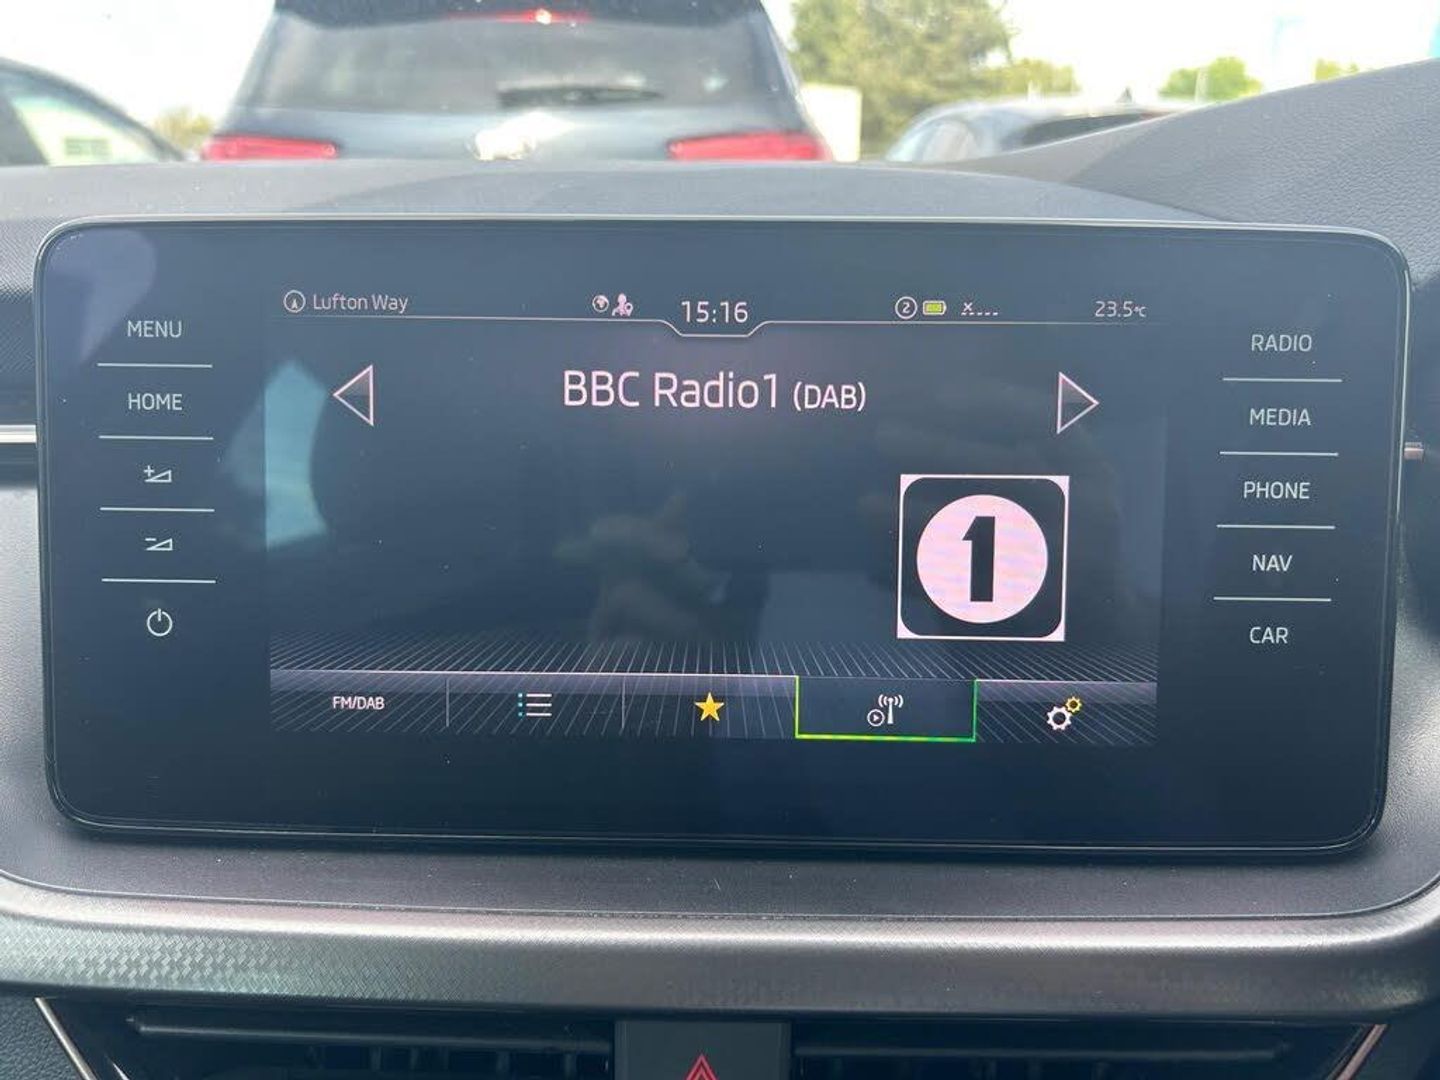 Lufton Way
15:16
2
23.5°C
MENU
HOME
BBC Radio1 (DAB)
1
RADIO
MEDIA
PHONE
NAV
CAR
FM/DAB